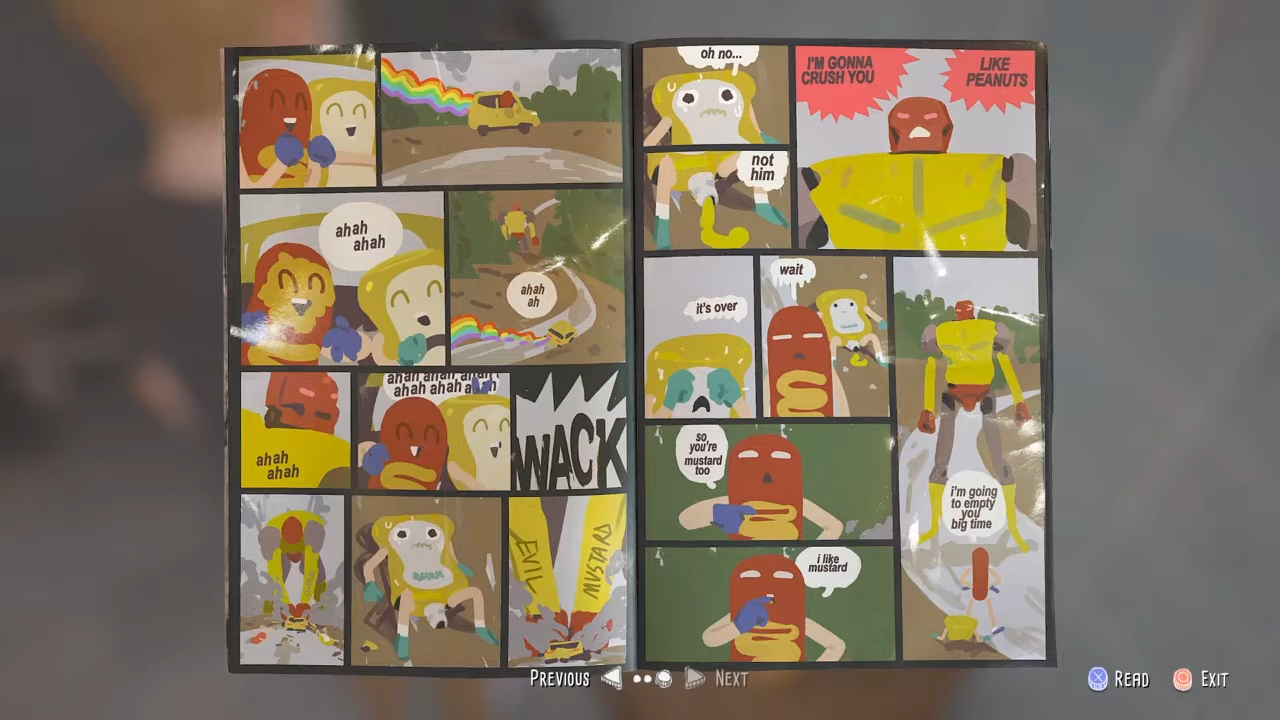 ahah
ahah
ahah
ah
ahah
ahah
ahah ahah ahah
ahah ahah ahah
WACK
EVIL
MUSTARD
oh no...
not
him
I'M GONNA
CRUSH YOU
LIKE
PEANUTS
it's over
wait
so
you're
mustard
too
i like
mustard
i'm going
to empty
you
big time
PREVIOUS
NEXT
READ
EXIT